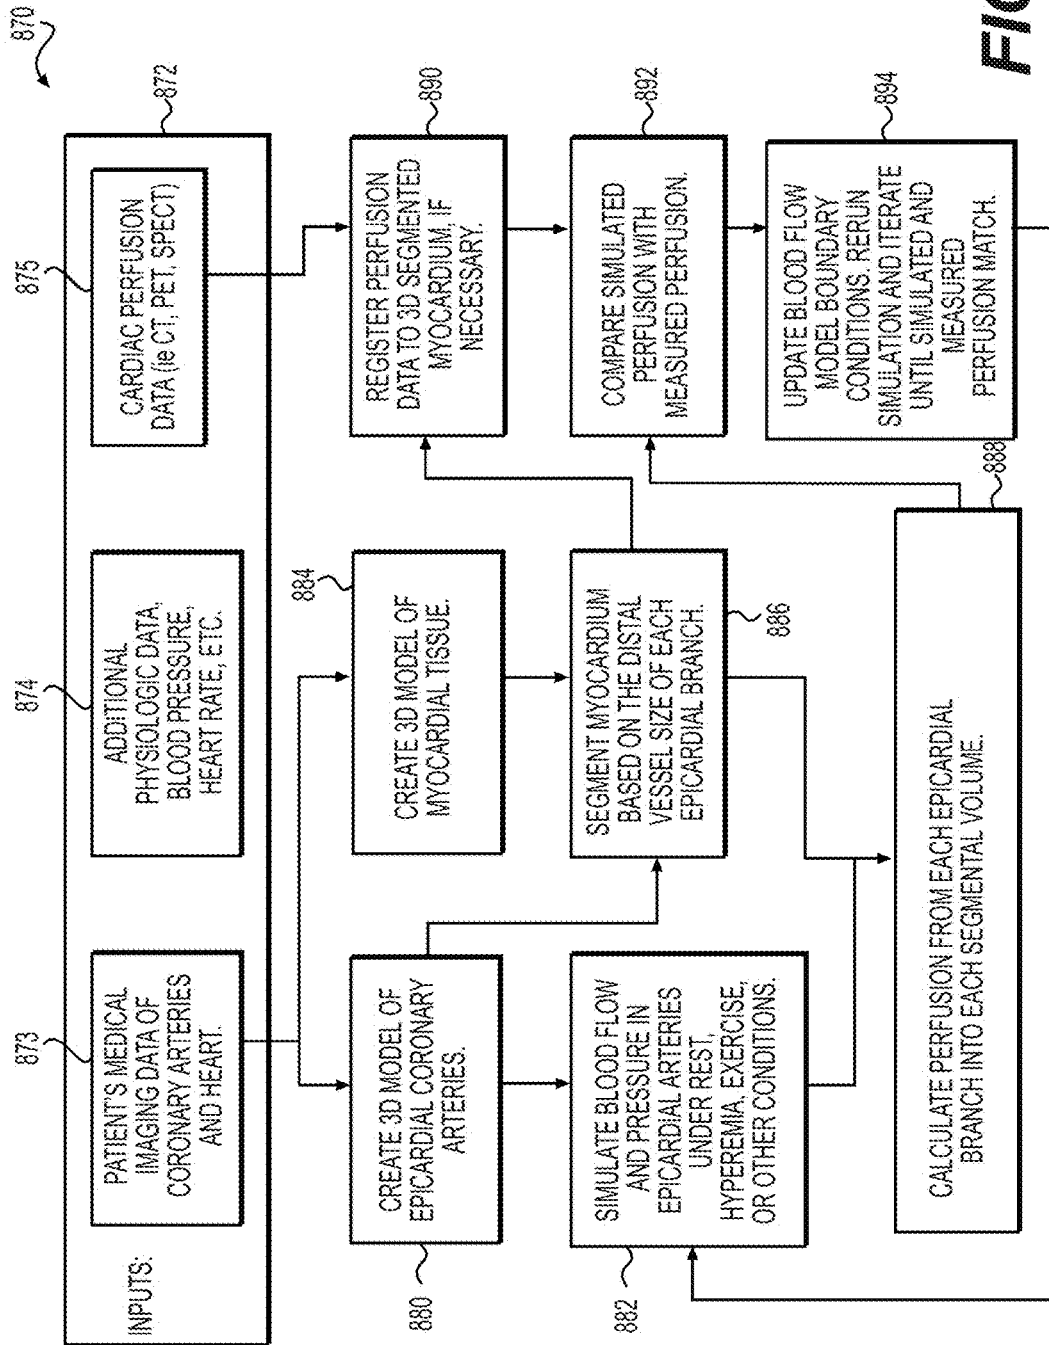 870
872
INPUTS:
873
PATIENT'S MEDICAL
IMAGING DATA OF
CORONARY ARTERIES
AND HEART.
874
ADDITIONAL
PHYSIOLOGIC DATA,
BLOOD PRESSURE,
HEART RATE, ETC.
875
CARDIAC PERFUSION
DATA (ie CT, PET, SPECT)
880
CREATE 3D MODEL OF
EPICARDIAL CORONARY
ARTERIES.
884
CREATE 3D MODEL OF
MYOCARDIAL TISSUE.
890
REGISTER PERFUSION
DATA TO 3D SEGMENTED
MYOCARDIUM, IF
NECESSARY.
882
SIMULATE BLOOD FLOW
AND PRESSURE IN
EPICARDIAL ARTERIES
UNDER REST,
HYPEREMIA, EXERCISE,
OR OTHER CONDITIONS.
886
SEGMENT MYOCARDIUM
BASED ON THE DISTAL
VESSEL SIZE OF EACH
EPICARDIAL BRANCH.
892
COMPARE SIMULATED
PERFUSION WITH
MEASURED PERFUSION.
894
UPDATE BLOOD FLOW
MODEL BOUNDARY
CONDITIONS. RERUN
SIMULATION AND ITERATE
UNTIL SIMULATED AND
MEASURED
PERFUSION MATCH.
888
CALCULATE PERFUSION FROM EACH EPICARDIAL
BRANCH INTO EACH SEGMENTAL VOLUME.